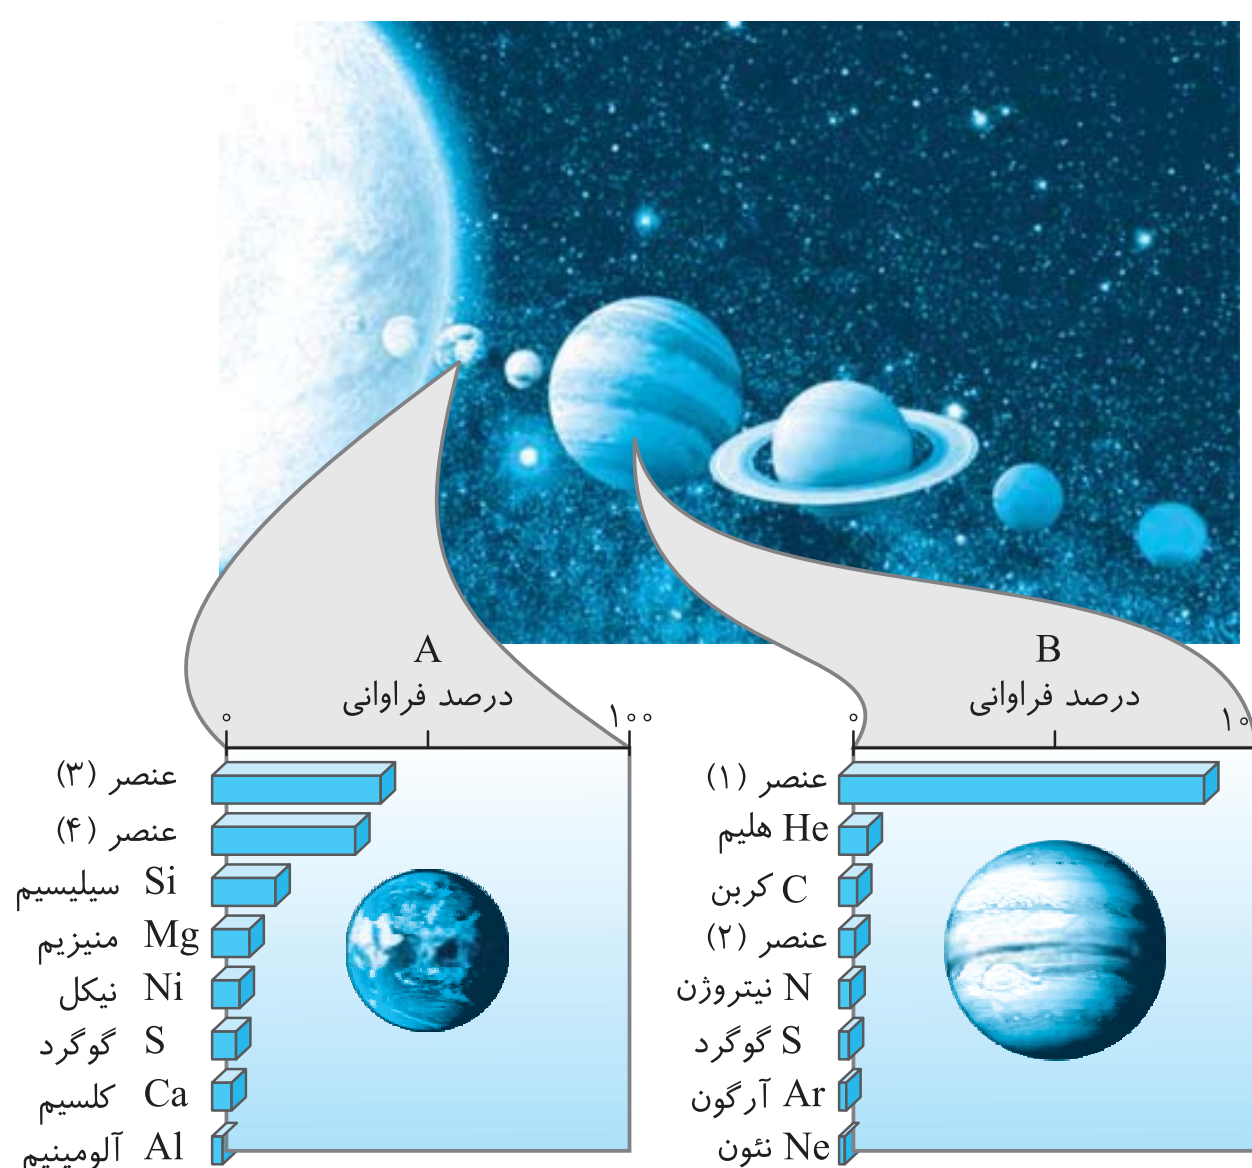 A
درصد فراوانی
۰
۱۰۰
عنصر (۳)
عنصر (۴)
Si سیلیسیم
Mg منیزیم
Ni نیکل
S گوگرد
Ca کلسیم
Al آلومینیم
B
درصد فراوانی
۰
عنصر (۱)
He هلیم
C کربن
عنصر (۲)
N نیتروژن
S گوگرد
Ar آرگون
Ne نئون